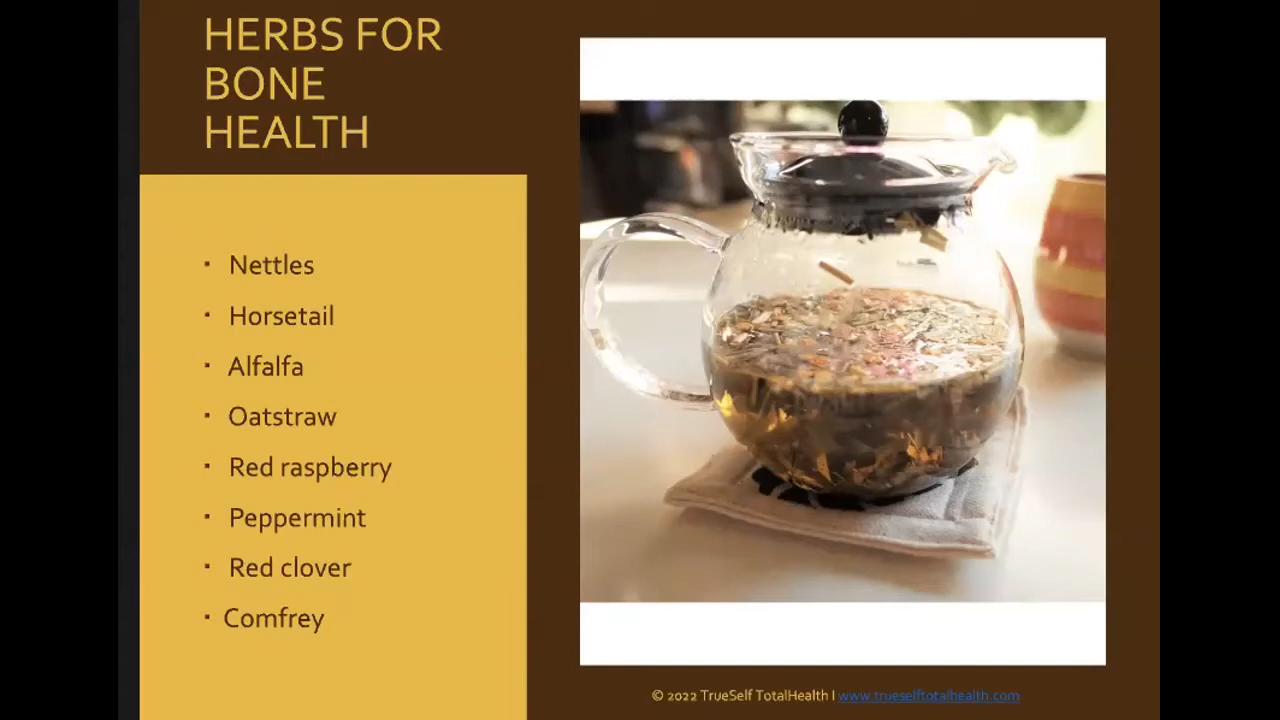 HERBS FOR
BONE
HEALTH
▪ Nettles
▪ Horsetail
▪ Alfalfa
▪ Oatstraw
▪ Red raspberry
▪ Peppermint
▪ Red clover
▪ Comfrey
© 2022 TrueSelf TotalHealth I www.trueselftotalhealth.com